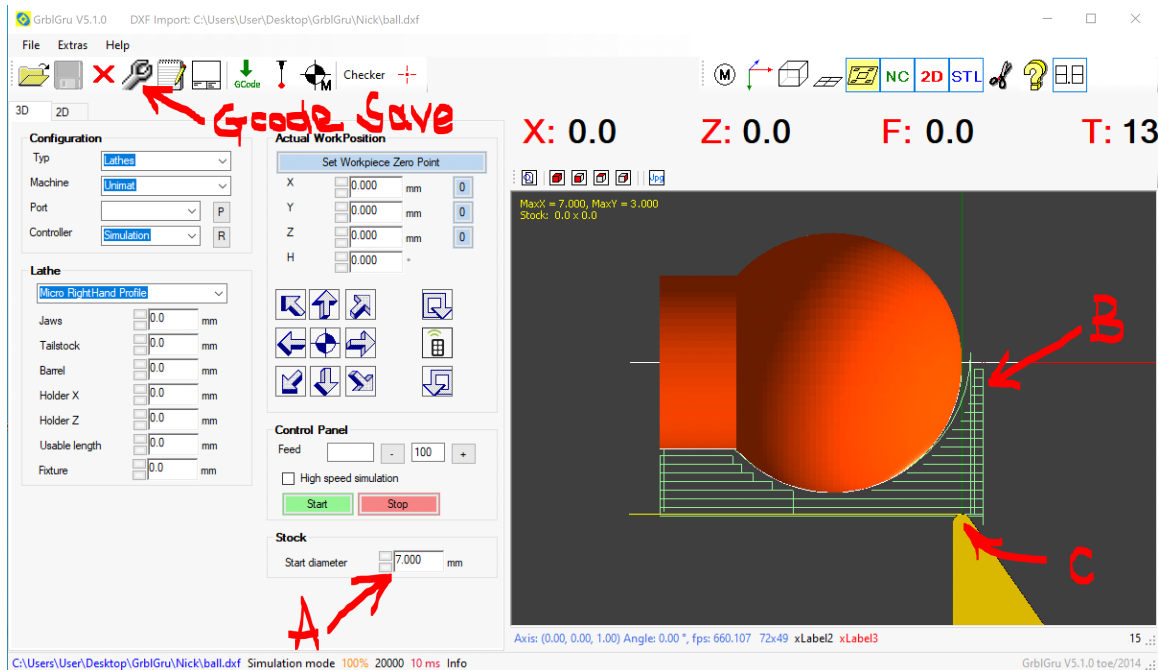 GrblGru V5.1.0 DXF Import: C:\Users\User\Desktop\GrblGru\Nick\ball.dxf
File Extras Help
GCode M Checker M NC 2D STL
3D 2D
Gcode Save
Configuration
Typ Lathes
Machine Unimat
Port P
Controller Simulation R
Lathe
Micro RightHand Profile
Jaws 0.0 mm
Tailstock 0.0 mm
Barrel 0.0 mm
Holder X 0.0 mm
Holder Z 0.0 mm
Usable length 0.0 mm
Fixture 0.0 mm
Actual WorkPosition
Set Workpiece Zero Point
X 0.000 mm 0
Y 0.000 mm 0
Z 0.000 mm 0
H 0.000 °
Control Panel
Feed - 100 +
High speed simulation
Start Stop
Stock
Start diameter 7.000 mm
A
X: 0.0 Z: 0.0 F: 0.0 T: 13
Jpg
MaxX = 7.000, MaxY = 3.000
Stock: 0.0 x 0.0
B
C
Axis: (0.00, 0.00, 1.00) Angle: 0.00 °, fps: 660.107 72x49 xLabel2 xLabel3 15
C:\Users\User\Desktop\GrblGru\Nick\ball.dxf Simulation mode 100% 20000 10 ms Info GrblGru V5.1.0 toe/2014